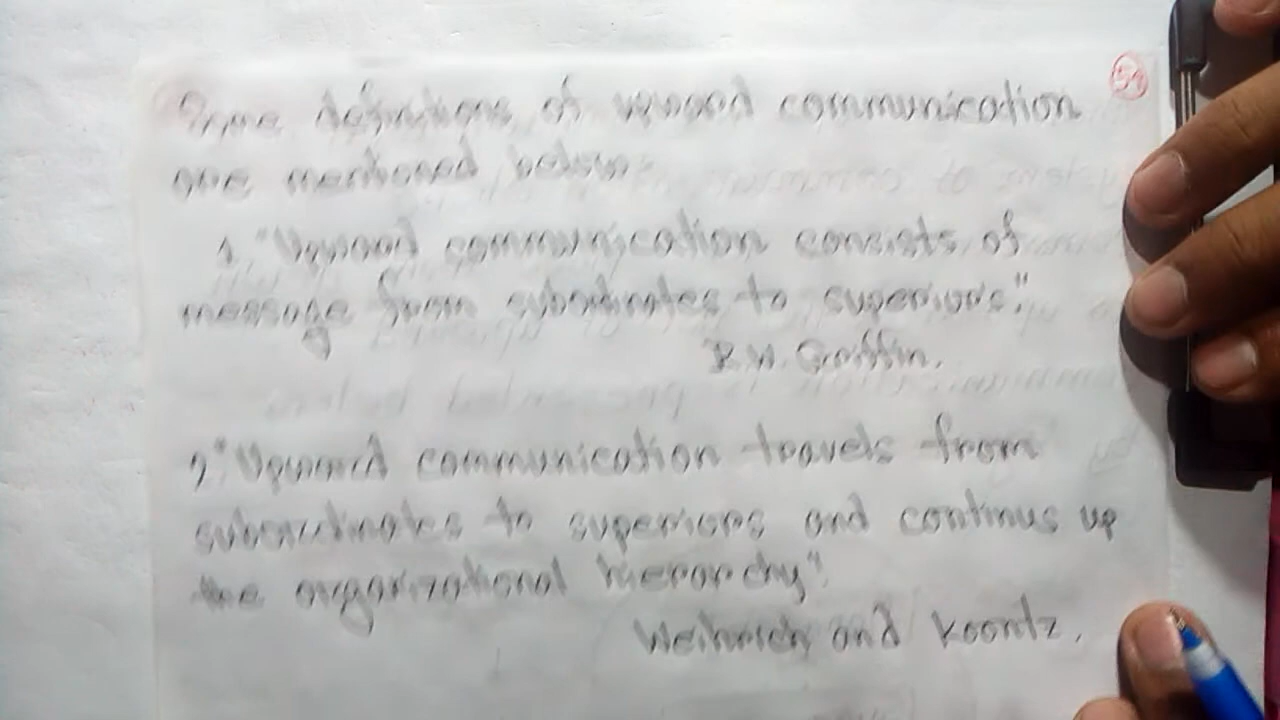 Some definitions of upward communication
are mentioned below:
1. "Upward communication consists of
message from subordinates to superiors".
R.W. Griffin.
2. "Upward communication travels from
subordinates to superiors and continus up
the organizational hierarchy".
Weihrich and Koontz.